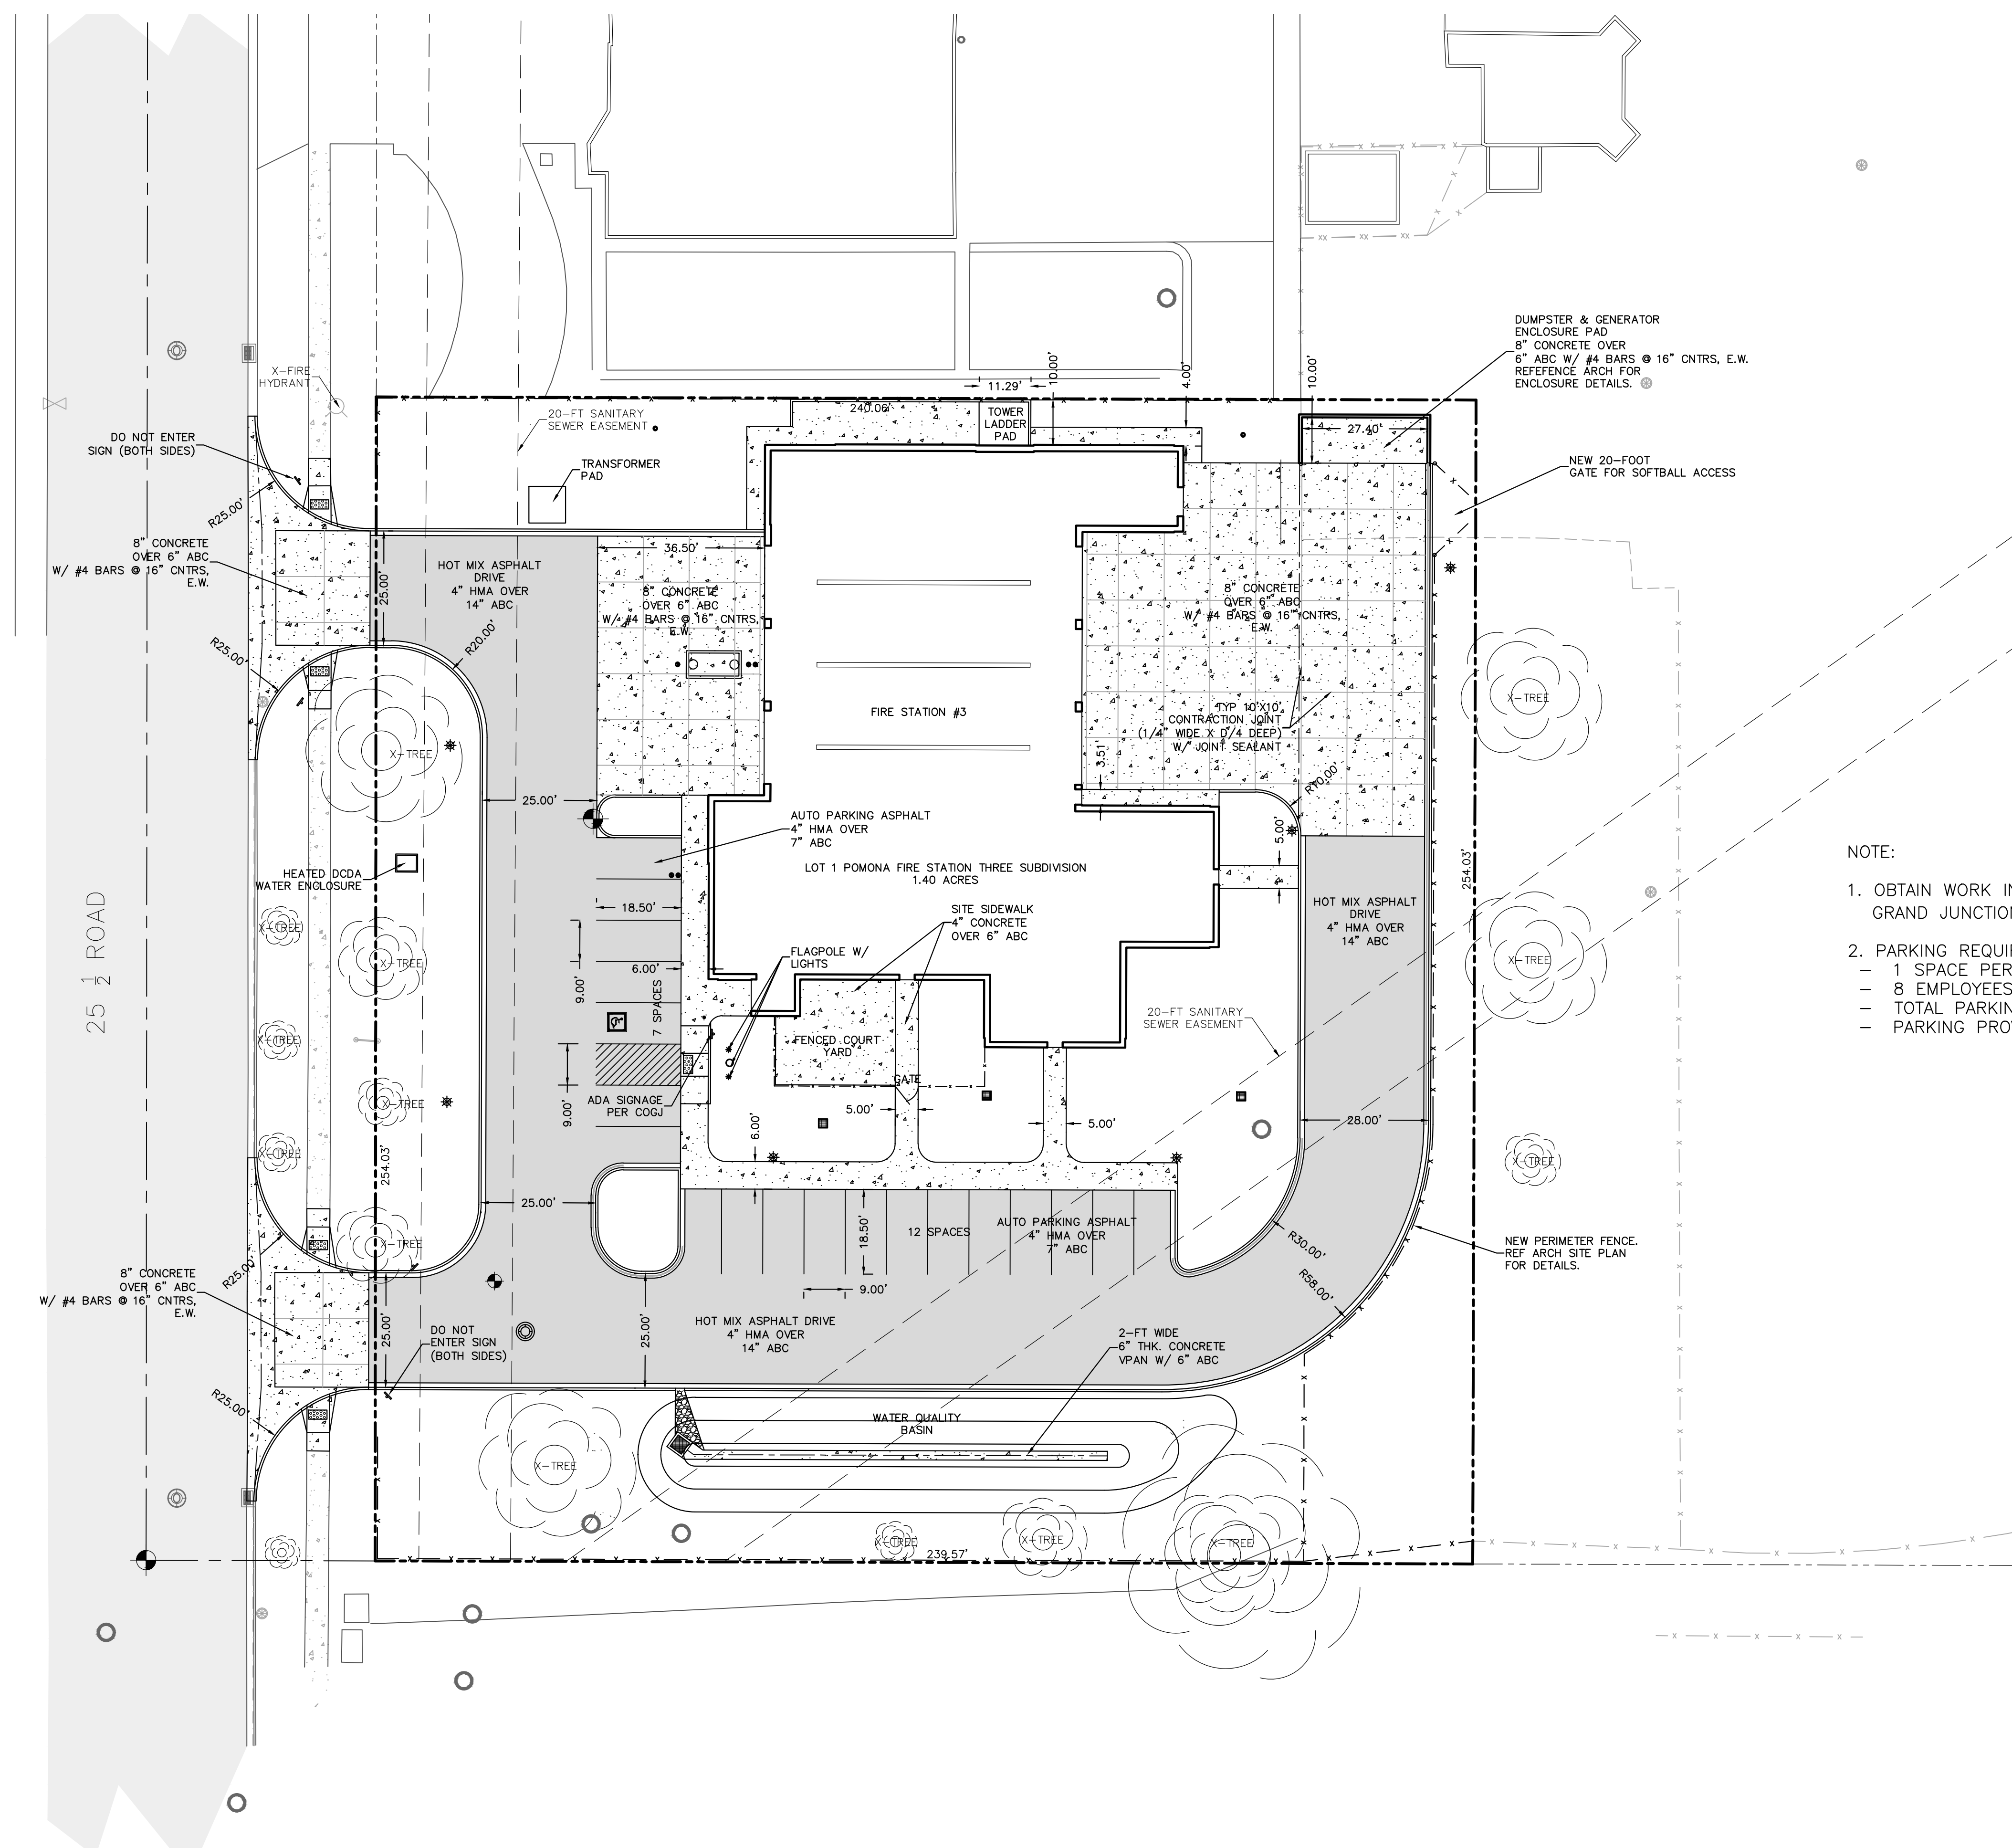 DUMPSTER & GENERATOR
ENCLOSURE PAD
8" CONCRETE OVER
6" ABC W/ #4 BARS @ 16" CNTRS, E.W.
REFEFENCE ARCH FOR
ENCLOSURE DETAILS.
X-FIRE
HYDRANT
11.29'
10.00'
4.00'
10.00'
240.06'
TOWER
LADDER
PAD
20-FT SANITARY
SEWER EASEMENT
27.40'
DO NOT ENTER
SIGN (BOTH SIDES)
TRANSFORMER
PAD
NEW 20-FOOT
GATE FOR SOFTBALL ACCESS
R25.00'
8" CONCRETE
OVER 6" ABC
W/ #4 BARS @ 16" CNTRS,
E.W.
25.00'
HOT MIX ASPHALT
DRIVE
4" HMA OVER
14" ABC
36.50'
8" CONCRETE
OVER 6" ABC
W/ #4 BARS @ 16" CNTRS,
E.W.
8" CONCRETE
OVER 6" ABC
W/ #4 BARS @ 16" CNTRS,
E.W.
R25.00'
R20.00'
X-TREE
FIRE STATION #3
TYP 10'X10'
CONTRACTION JOINT
(1/4" WIDE X D/4 DEEP)
W/ JOINT SEALANT
X-TREE
3.51'
R10.00'
25.00'
AUTO PARKING ASPHALT
4" HMA OVER
7" ABC
5.00'
HEATED DCDA
WATER ENCLOSURE
LOT 1 POMONA FIRE STATION THREE SUBDIVISION
1.40 ACRES
254.03'
NOTE:
1. OBTAIN WORK IN
GRAND JUNCTION
2. PARKING REQUI
- 1 SPACE PER
- 8 EMPLOYEES
- TOTAL PARKIN
- PARKING PRO
25 1/2 ROAD
18.50'
SITE SIDEWALK
4" CONCRETE
OVER 6" ABC
HOT MIX ASPHALT
DRIVE
4" HMA OVER
14" ABC
X-TREE
X-TREE
FLAGPOLE W/
LIGHTS
6.00'
9.00'
7 SPACES
X-TREE
20-FT SANITARY
SEWER EASEMENT
X-TREE
FENCED COURT
YARD
GATE
9.00'
ADA SIGNAGE
PER COGJ
X-TREE
5.00'
6.00'
5.00'
28.00'
X-TREE
254.03'
X-TREE
25.00'
18.50'
12 SPACES
AUTO PARKING ASPHALT
4" HMA OVER
7" ABC
X-TREE
R30.00'
NEW PERIMETER FENCE.
REF ARCH SITE PLAN
FOR DETAILS.
R25.00'
8" CONCRETE
OVER 6" ABC
W/ #4 BARS @ 16" CNTRS,
E.W.
R58.00'
9.00'
25.00'
25.00'
DO NOT
ENTER SIGN
(BOTH SIDES)
HOT MIX ASPHALT DRIVE
4" HMA OVER
14" ABC
2-FT WIDE
6" THK. CONCRETE
VPAN W/ 6" ABC
R25.00'
WATER QUALITY
BASIN
X-TREE
X-TREE
X-TREE
X-TREE
239.57'